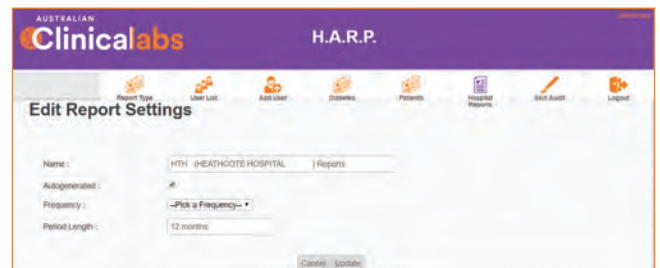 AUSTRALIAN
Clinicalabs
H.A.R.P.
Report Type
User List
Add User
Diabetes
Patients
Hospital Reports
Skin Audit
Logout
Edit Report Settings
Name :
HTH (HEATHCOTE HOSPITAL ) Reports
Autogenerated :
Frequency :
--Pick a Frequency--
Period Length :
12 months
Cancel Update